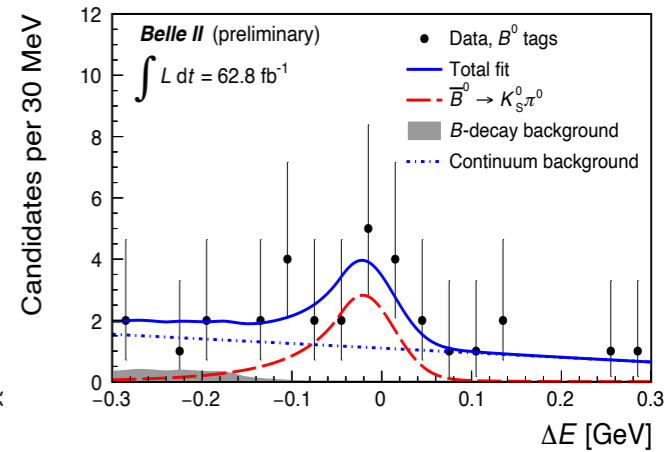 Belle II (preliminary)
∫ L dt = 62.8 fb⁻¹
Data, B⁰ tags
Total fit
B̅⁰ → K⁰_S π⁰
B-decay background
Continuum background
Candidates per 30 MeV
12
10
8
6
4
2
0
−0.3 −0.2 −0.1 0 0.1 0.2 0.3
ΔE [GeV]